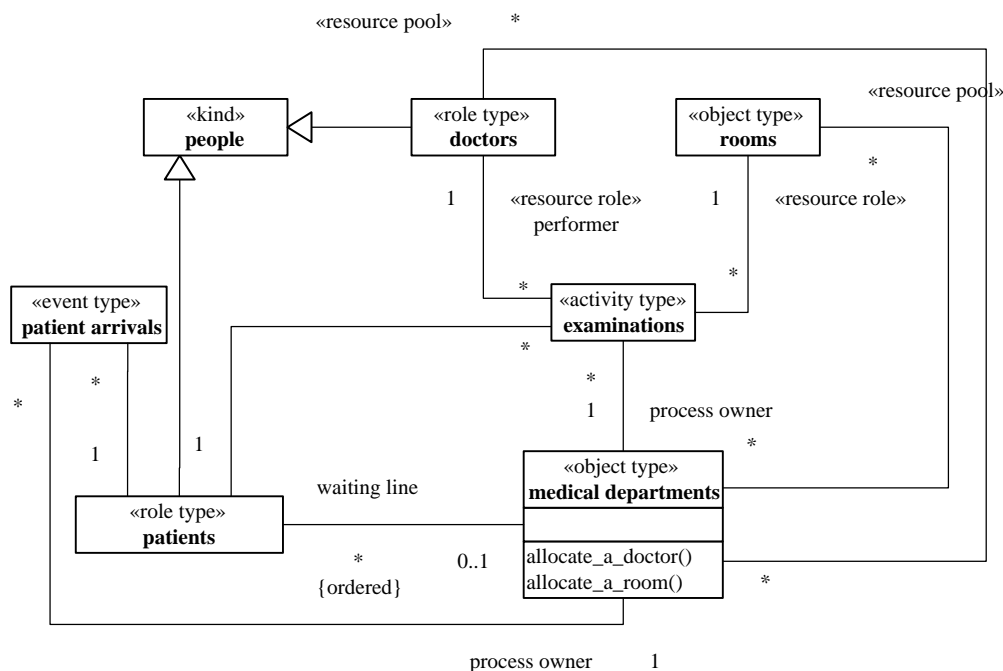 «resource pool» *
«resource pool»
«kind»
people
«role type»
doctors
«object type»
rooms
*
1
«resource role»
performer
1
«resource role»
*
*
«event type»
patient arrivals
«activity type»
examinations
*
*
*
*
1
process owner
1
1
*
«object type»
medical departments
waiting line
«role type»
patients
*
{ordered}
0..1
allocate_a_doctor()
allocate_a_room()
*
process owner 1